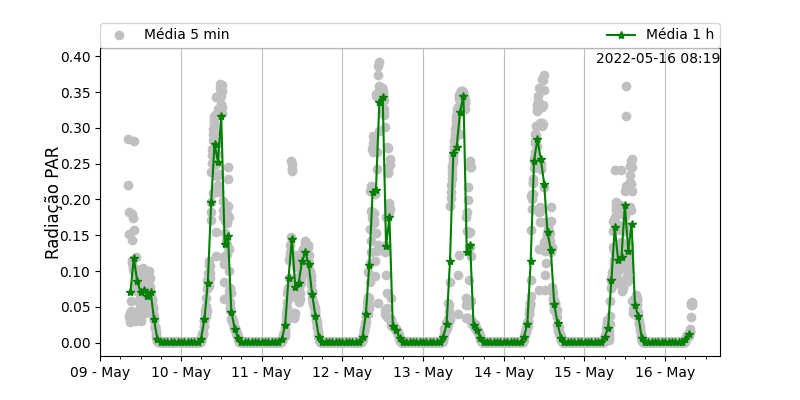 Média 5 min
Média 1 h
2022-05-16 08:19
Radiação PAR
0.40
0.35
0.30
0.25
0.20
0.15
0.10
0.05
0.00
09 - May
10 - May
11 - May
12 - May
13 - May
14 - May
15 - May
16 - May